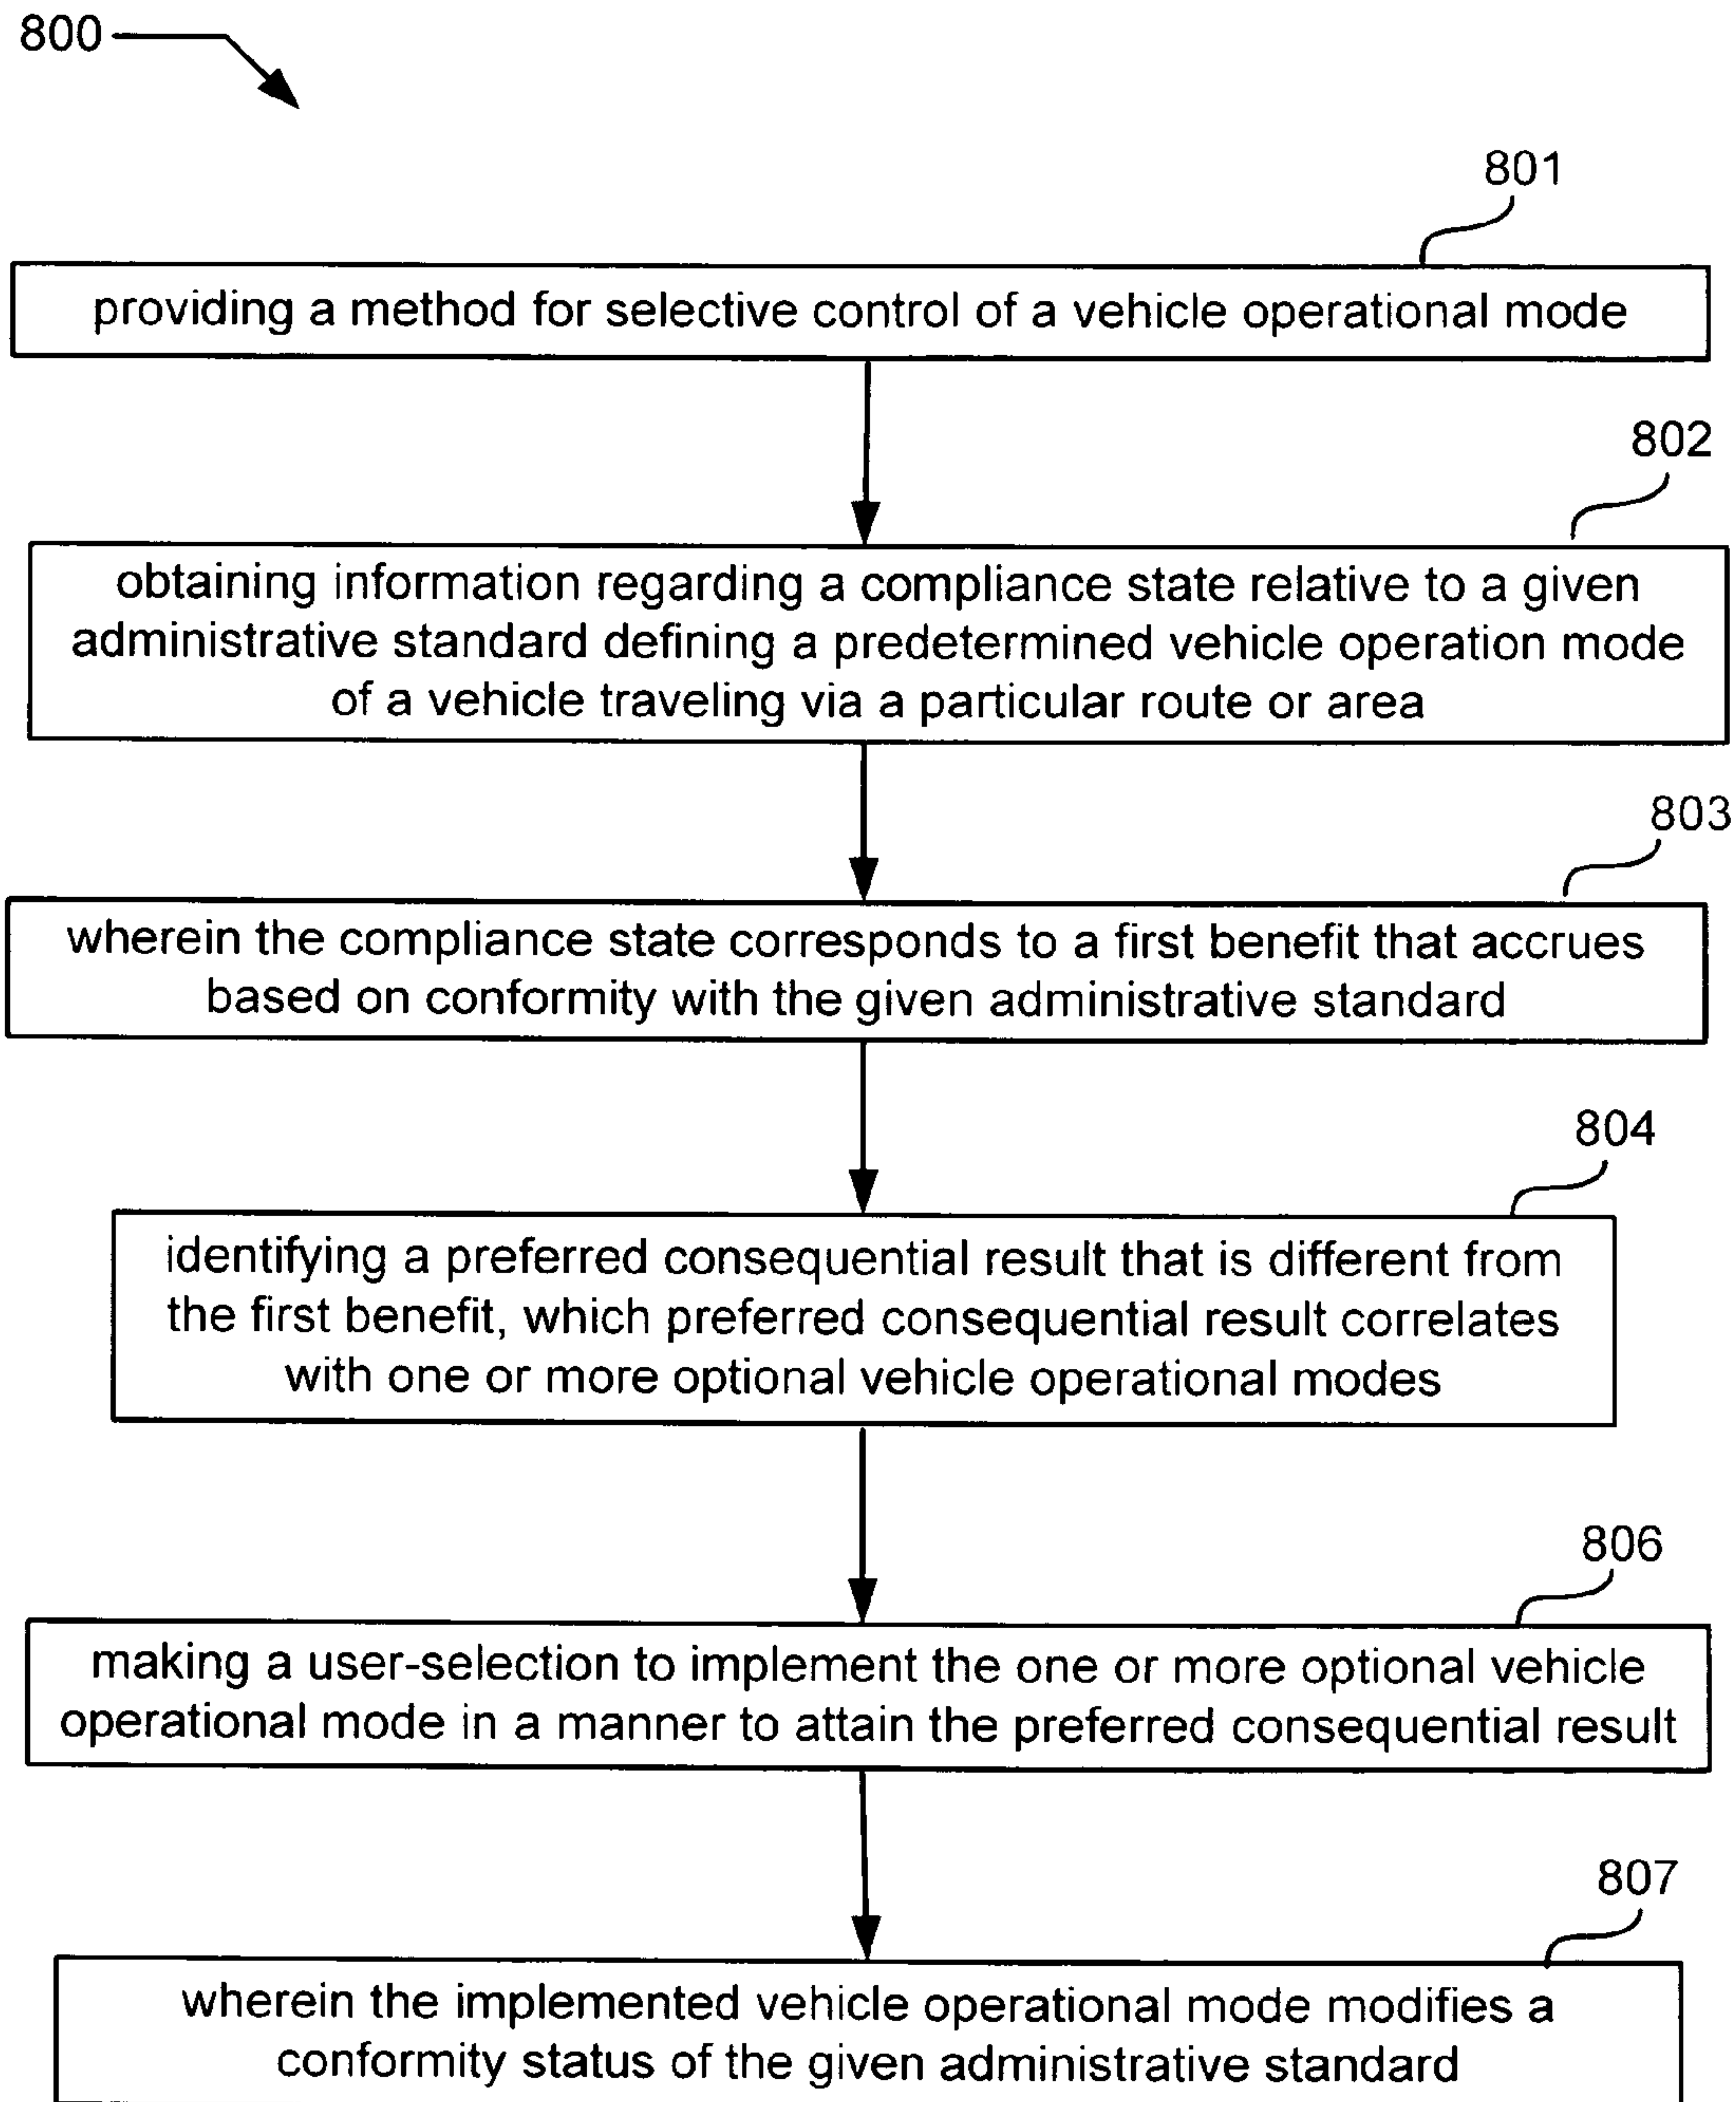 800
801
providing a method for selective control of a vehicle operational mode
802
obtaining information regarding a compliance state relative to a given
administrative standard defining a predetermined vehicle operation mode
of a vehicle traveling via a particular route or area
803
wherein the compliance state corresponds to a first benefit that accrues
based on conformity with the given administrative standard
804
identifying a preferred consequential result that is different from
the first benefit, which preferred consequential result correlates
with one or more optional vehicle operational modes
806
making a user-selection to implement the one or more optional vehicle
operational mode in a manner to attain the preferred consequential result
807
wherein the implemented vehicle operational mode modifies a
conformity status of the given administrative standard